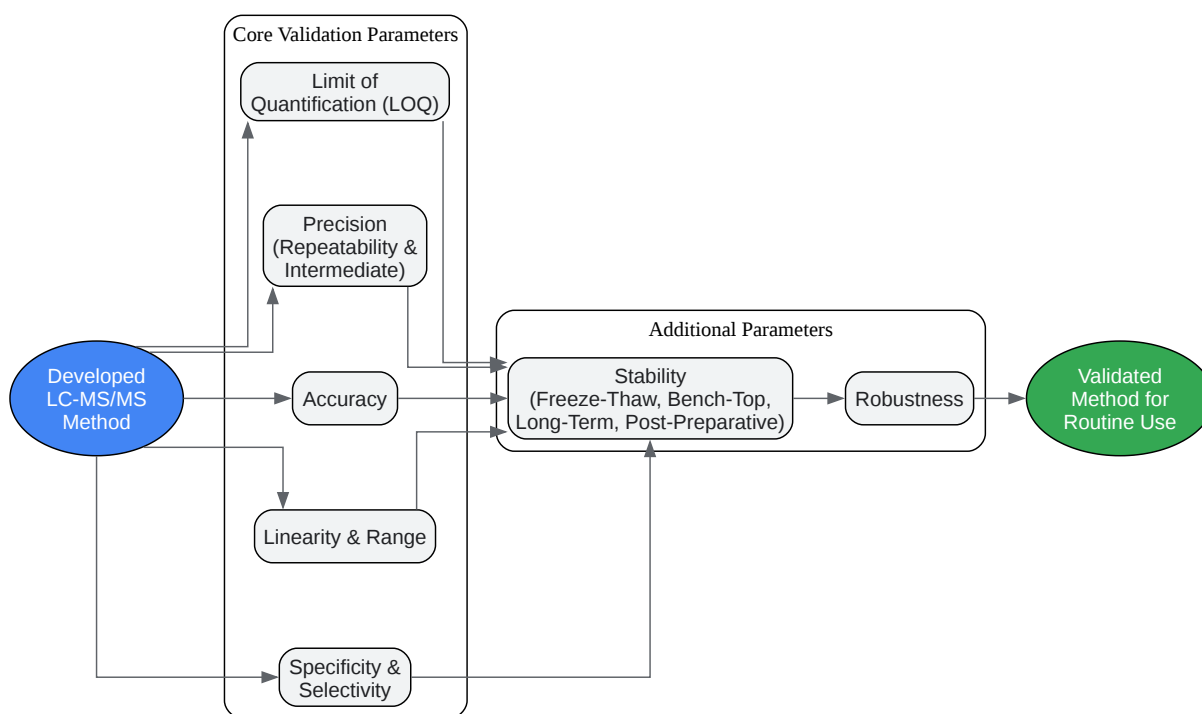 Core Validation Parameters
Limit of
Quantification (LOQ)
Precision
(Repeatability &
Intermediate)
Additional Parameters
Developed
LC-MS/MS
Method
Accuracy
Stability
(Freeze-Thaw, Bench-Top,
Long-Term, Post-Preparative)
Robustness
Validated
Method for
Routine Use
Linearity & Range
Specificity &
Selectivity